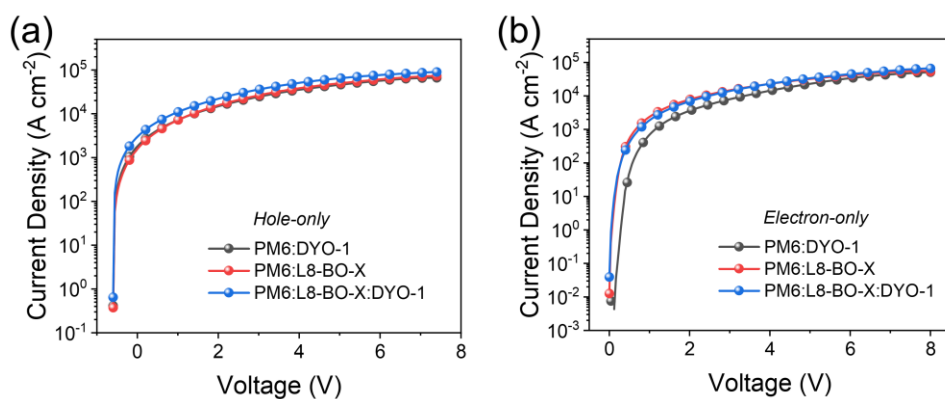 (a)
Current Density (A cm⁻²)
10⁵
10⁴
10³
10²
10¹
10⁰
10⁻¹
Hole-only
PM6:DYO-1
PM6:L8-BO-X
PM6:L8-BO-X:DYO-1
0 2 4 6 8
Voltage (V)
(b)
Current Density (A cm⁻²)
10⁵
10⁴
10³
10²
10¹
10⁰
10⁻¹
10⁻²
10⁻³
Electron-only
PM6:DYO-1
PM6:L8-BO-X
PM6:L8-BO-X:DYO-1
0 2 4 6 8
Voltage (V)